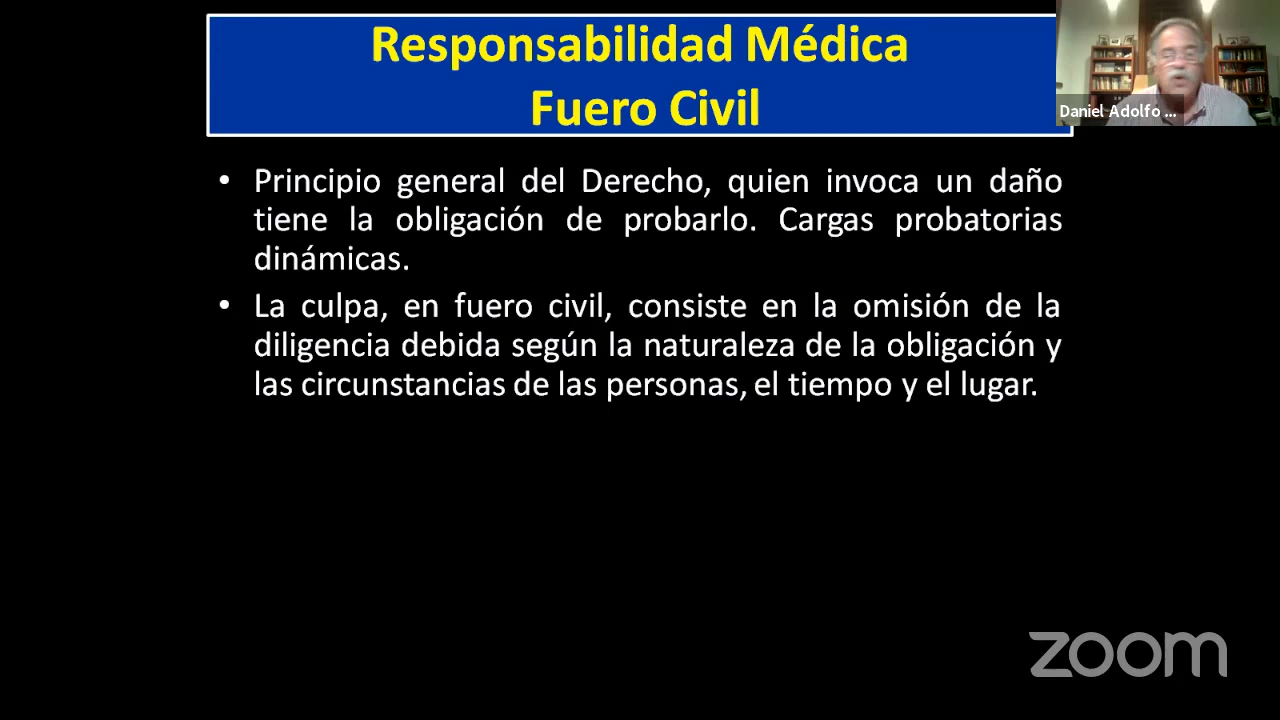 Responsabilidad Médica
Fuero Civil
Daniel Adolfo ...
• Principio general del Derecho, quien invoca un daño
tiene la obligación de probarlo. Cargas probatorias
dinámicas.
• La culpa, en fuero civil, consiste en la omisión de la
diligencia debida según la naturaleza de la obligación y
las circunstancias de las personas, el tiempo y el lugar.
zoom